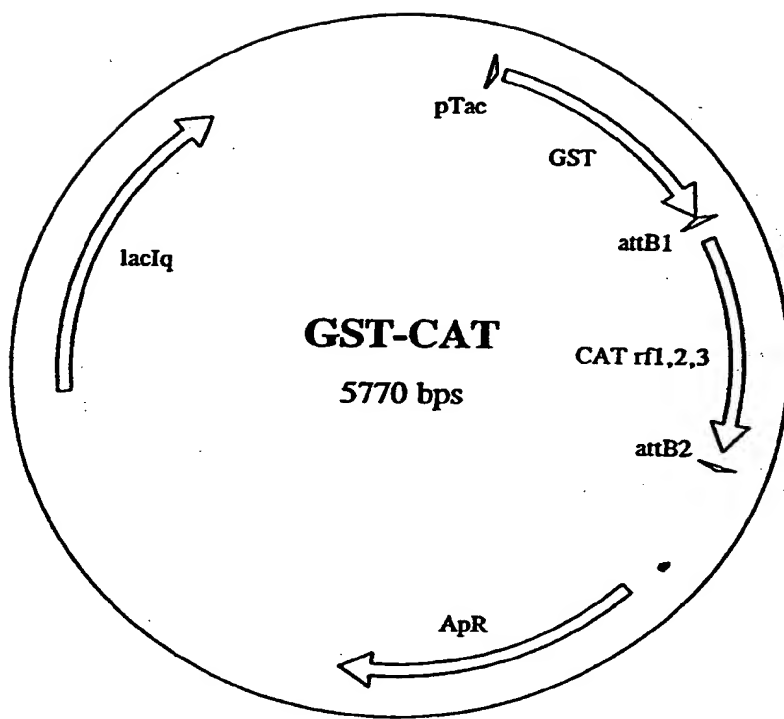 pTac
GST
attB1
lacIq
GST-CAT
5770 bps
CAT rf1,2,3
attB2
ApR